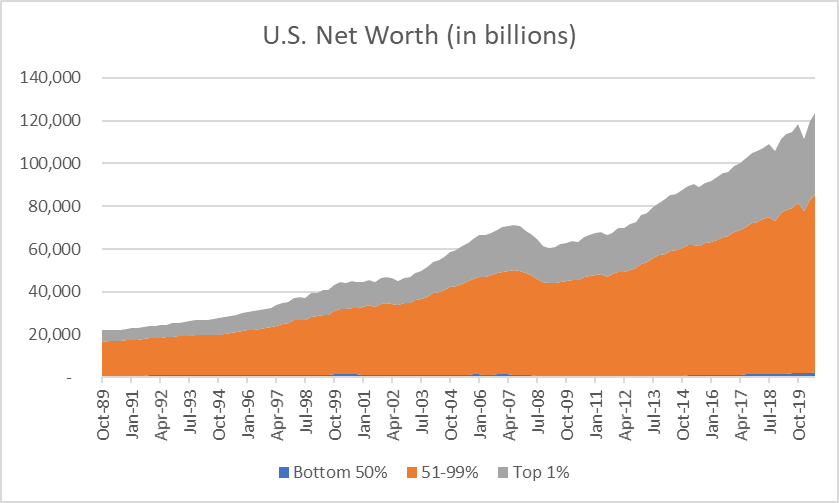 U.S. Net Worth (in billions)
140,000
120,000
100,000
80,000
60,000
40,000
20,000
-
Oct-89
Jan-91
Apr-92
Jul-93
Oct-94
Jan-96
Apr-97
Jul-98
Oct-99
Jan-01
Apr-02
Jul-03
Oct-04
Jan-06
Apr-07
Jul-08
Oct-09
Jan-11
Apr-12
Jul-13
Oct-14
Jan-16
Apr-17
Jul-18
Oct-19
Bottom 50% 51-99% Top 1%